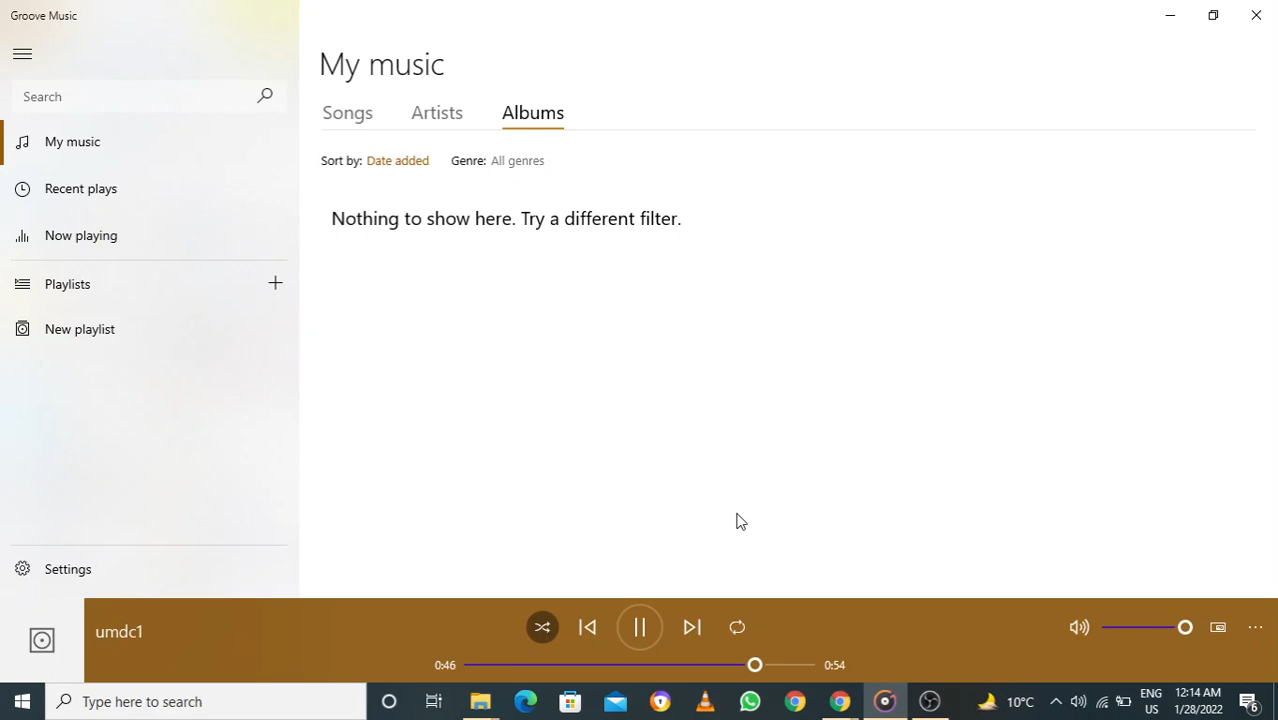 Groove Music
Search
My music
Recent plays
Now playing
Playlists
New playlist
Settings
My music
Songs Artists Albums
Sort by: Date added Genre: All genres
Nothing to show here. Try a different filter.
umdc1
0:46 0:54
Type here to search
10°C
ENG
US
12:14 AM
1/28/2022
6